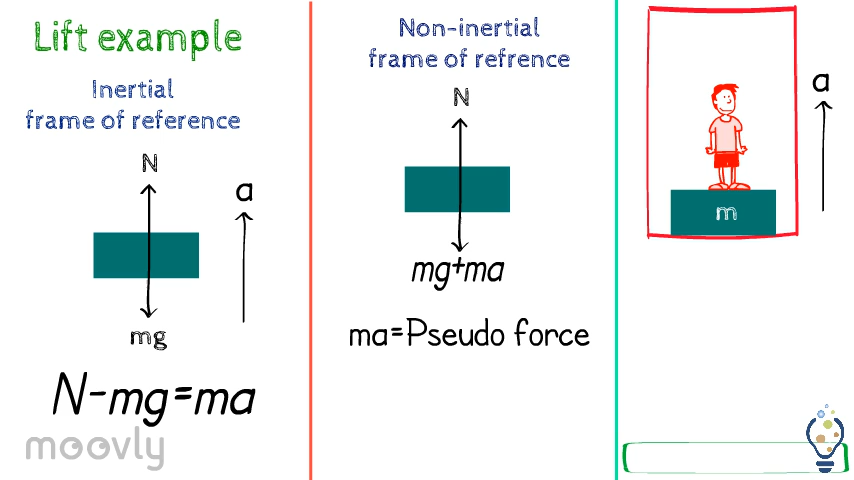 Lift example
Inertial
frame of reference
N
a
mg
N-mg=ma
moovly
Non-inertial
frame of refrence
N
mg+ma
ma=Pseudo force
a
m